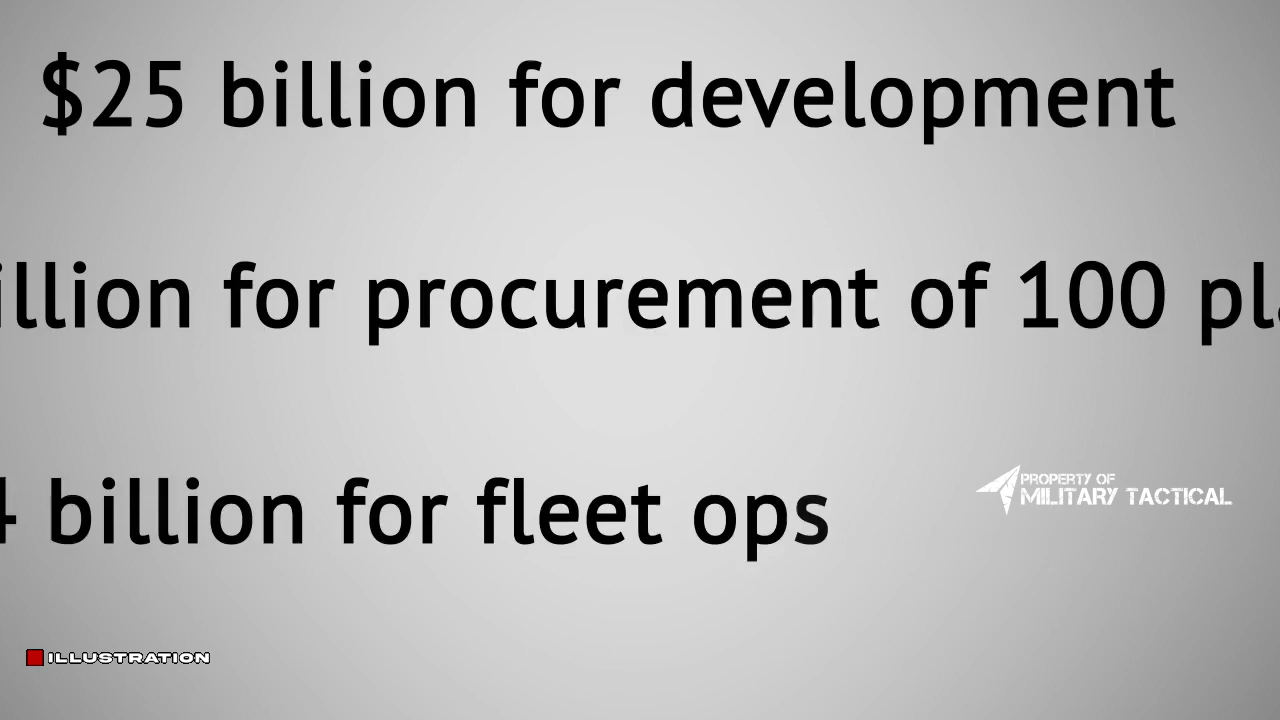 $25 billion for development
illion for procurement of 100 pl
4 billion for fleet ops
PROPERTY OF
MILITARY TACTICAL
ILLUSTRATION